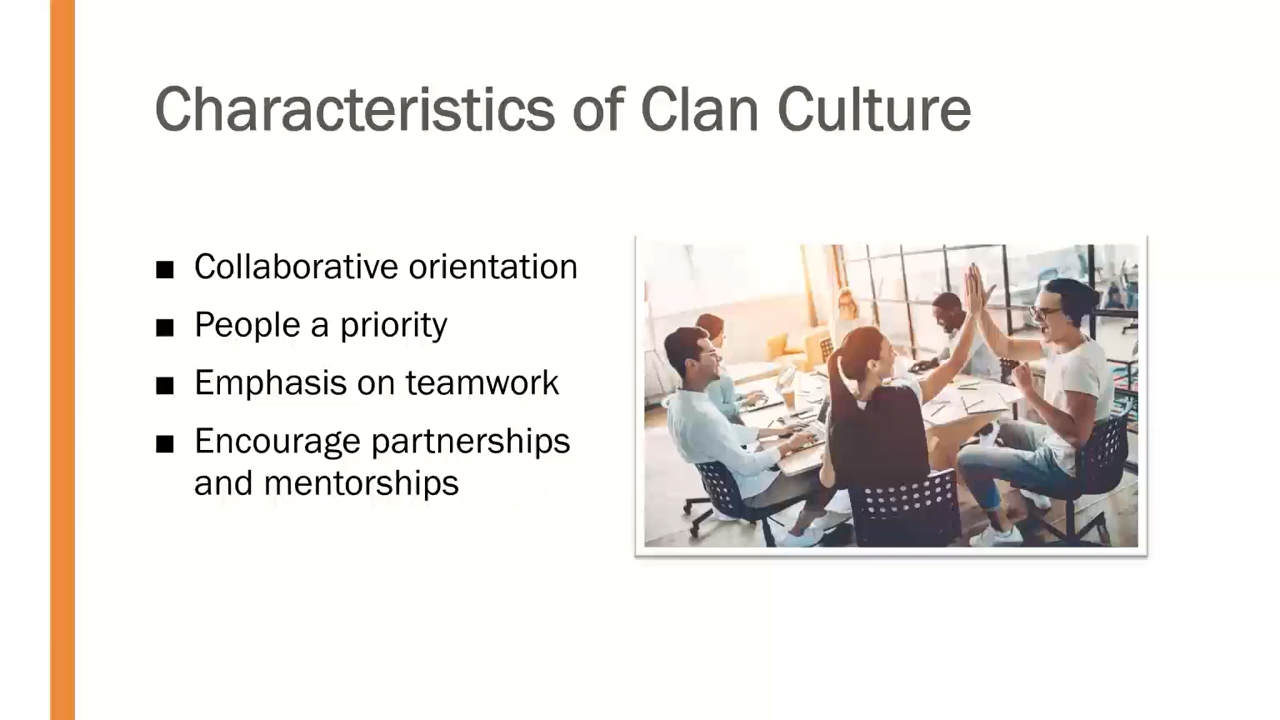 Characteristics of Clan Culture
■ Collaborative orientation
■ People a priority
■ Emphasis on teamwork
■ Encourage partnerships
and mentorships